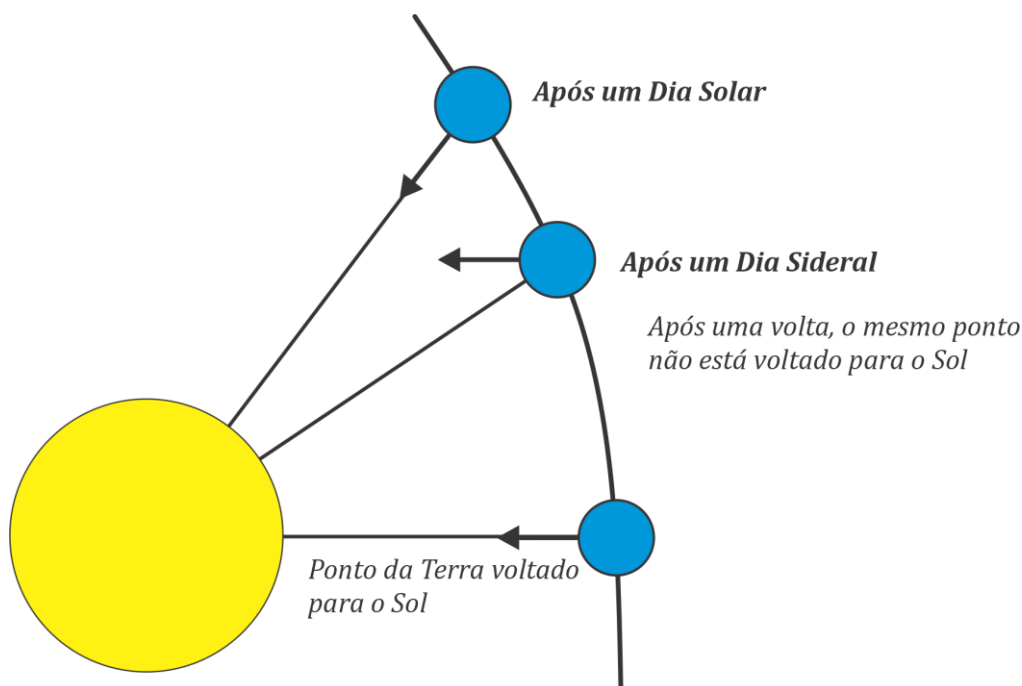 Após um Dia Solar
Após um Dia Sideral
Após uma volta, o mesmo ponto
não está voltado para o Sol
Ponto da Terra voltado
para o Sol